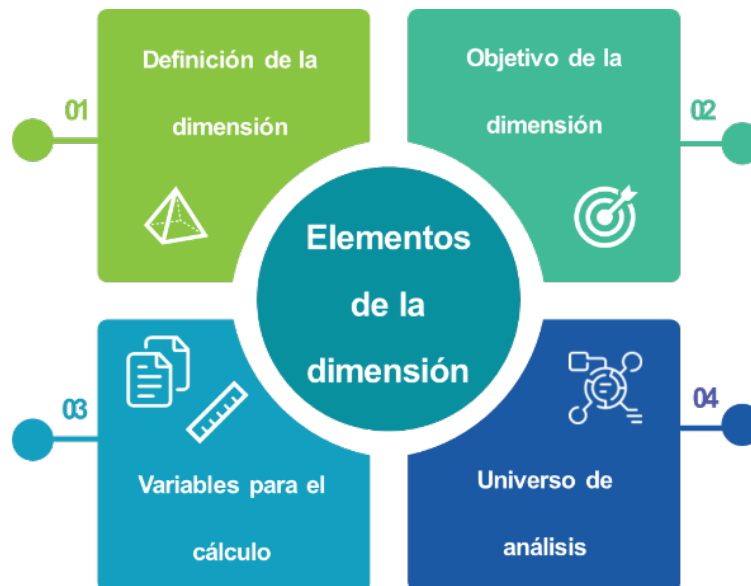 01
Definición de la
dimensión
Objetivo de la
dimensión
02
Elementos
de la
dimensión
03
Variables para el
cálculo
Universo de
análisis
04